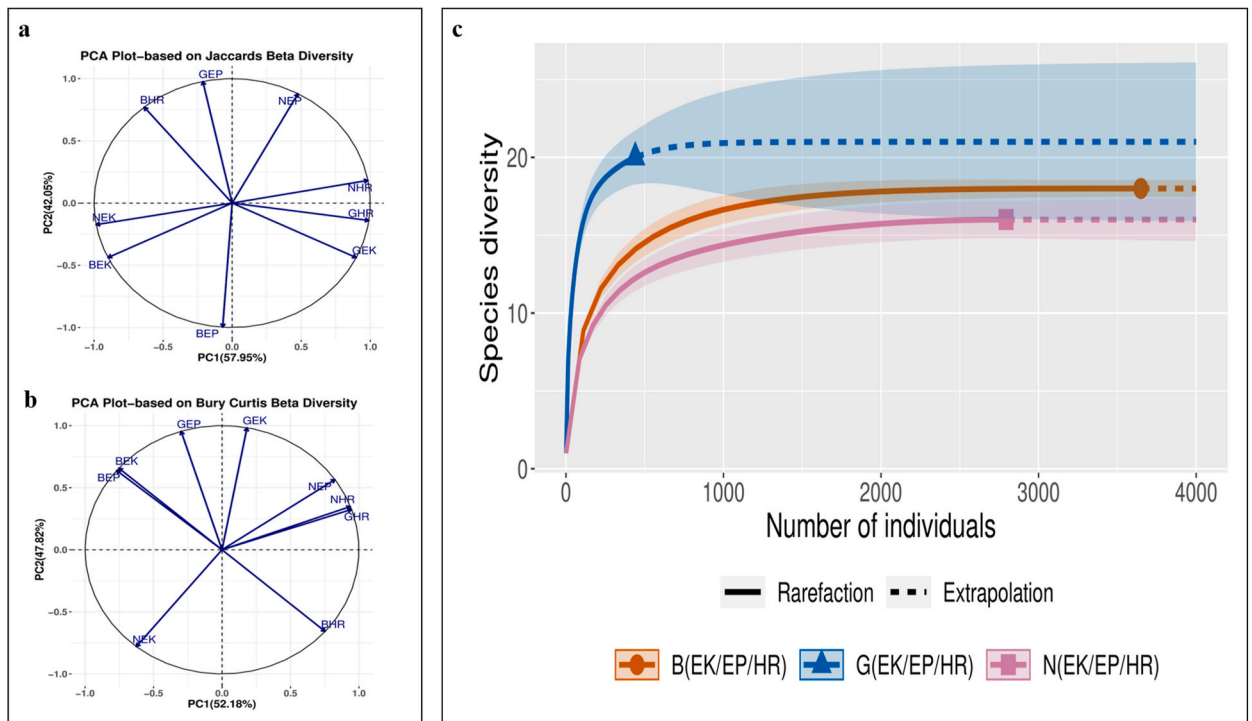 a
PCA Plot-based on Jaccards Beta Diversity
GEP
BHR
NEP
NHR
GHR
GEK
NEK
BEK
BEP
1.0
0.5
0.0
−0.5
−1.0
PC2(42.05%)
−1.0 −0.5 0.0 0.5 1.0
PC1(57.95%)
b
PCA Plot-based on Bury Curtis Beta Diversity
GEP
GEK
BEK
BEP
NEP
NHR
GHR
NEK
BHR
1.0
0.5
0.0
−0.5
−1.0
PC2(47.82%)
−1.0 −0.5 0.0 0.5 1.0
PC1(52.18%)
c
Species diversity
20
10
0
0 1000 2000 3000 4000
Number of individuals
Rarefaction Extrapolation
B(EK/EP/HR) G(EK/EP/HR) N(EK/EP/HR)